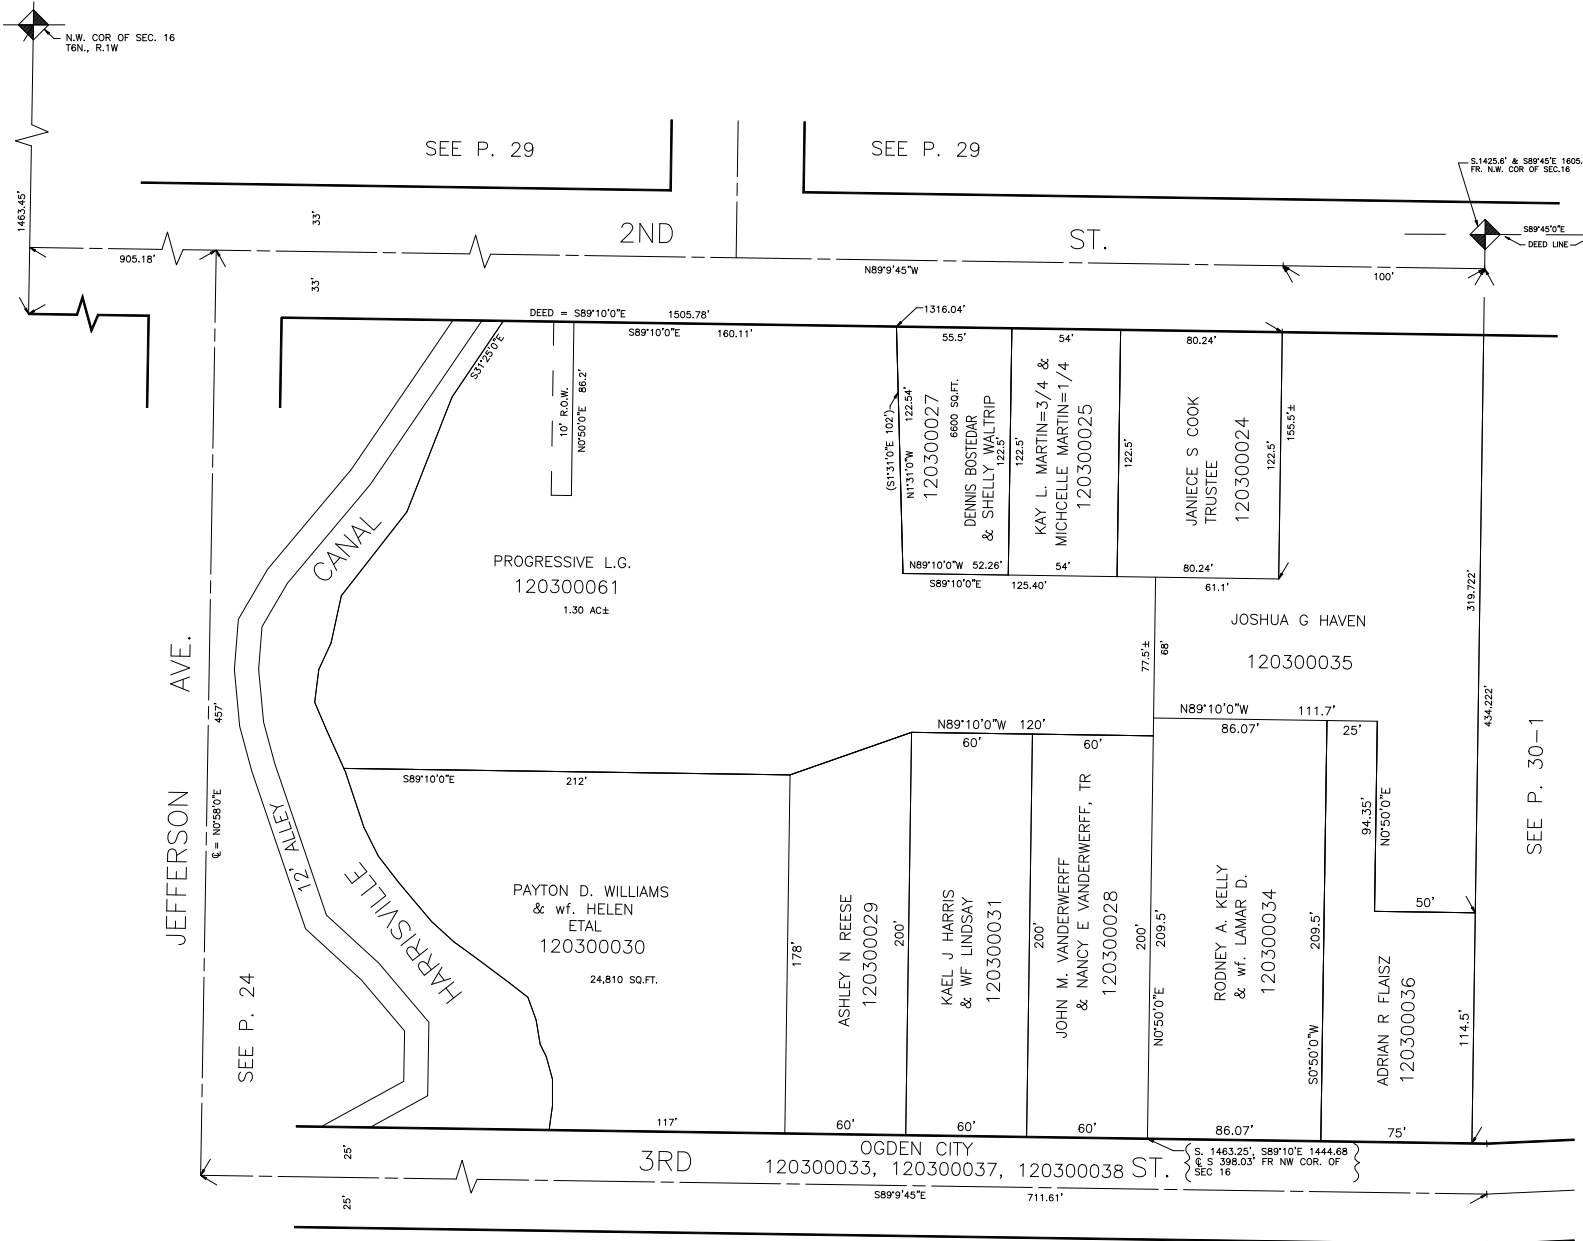 N.W. COR OF SEC. 16
T6N., R.1W
SEE P. 29
SEE P. 29
S.1425.6' & S89°45'E 1605.
FR. N.W. COR OF SEC.16
1463.45'
33'
2ND ST.
S89°45'0"E
DEED LINE
905.18'
N89°9'45"W
100'
33'
DEED = S89°10'0"E 1505.78'
1316.04'
S89°10'0"E 160.11'
55.5'
54'
80.24'
S31°25'0"E
10' R.O.W.
N0°50'0"E 86.2'
(S1°31'0"E 102')
N1°31'0"W 122.54'
120300027
6600 SQ.FT.
DENNIS BOSTEDAR
& SHELLY WALTRIP
122.5'
122.5'
KAY L. MARTIN=3/4 &
MICHCELLE MARTIN=1/4
120300025
122.5'
JANIECE S COOK
TRUSTEE
120300024
122.5'
155.5'±
CANAL
PROGRESSIVE L.G.
120300061
1.30 AC±
N89°10'0"W 52.26'
54'
80.24'
S89°10'0"E 125.40'
61.1'
319.722'
JOSHUA G HAVEN
120300035
77.5'±
68'
JEFFERSON AVE.
457'
℄ = N0°58'0"E
434.222'
SEE P. 30-1
N89°10'0"W 111.7'
86.07'
25'
N89°10'0"W 120'
60'
60'
S89°10'0"E
212'
94.35'
N0°50'0"E
12' ALLEY
HARRISVILLE
PAYTON D. WILLIAMS
& wf. HELEN
ETAL
120300030
24,810 SQ.FT.
178'
ASHLEY N REESE
120300029
200'
KAEL J HARRIS
& WF LINDSAY
120300031
200'
JOHN M. VANDERWERFF
& NANCY E VANDERWERFF, TR
120300028
200'
209.5'
N0°50'0"E
RODNEY A. KELLY
& wf. LAMAR D.
120300034
209.5'
S0°50'0"W
50'
ADRIAN R FLAISZ
120300036
114.5'
SEE P. 24
117'
60'
60'
60'
86.07'
75'
25'
3RD ST.
OGDEN CITY
120300033, 120300037, 120300038
S. 1463.25', S89°10'E 1444.68
℄ S 398.03' FR NW COR. OF
SEC 16
25'
S89°9'45"E
711.61'